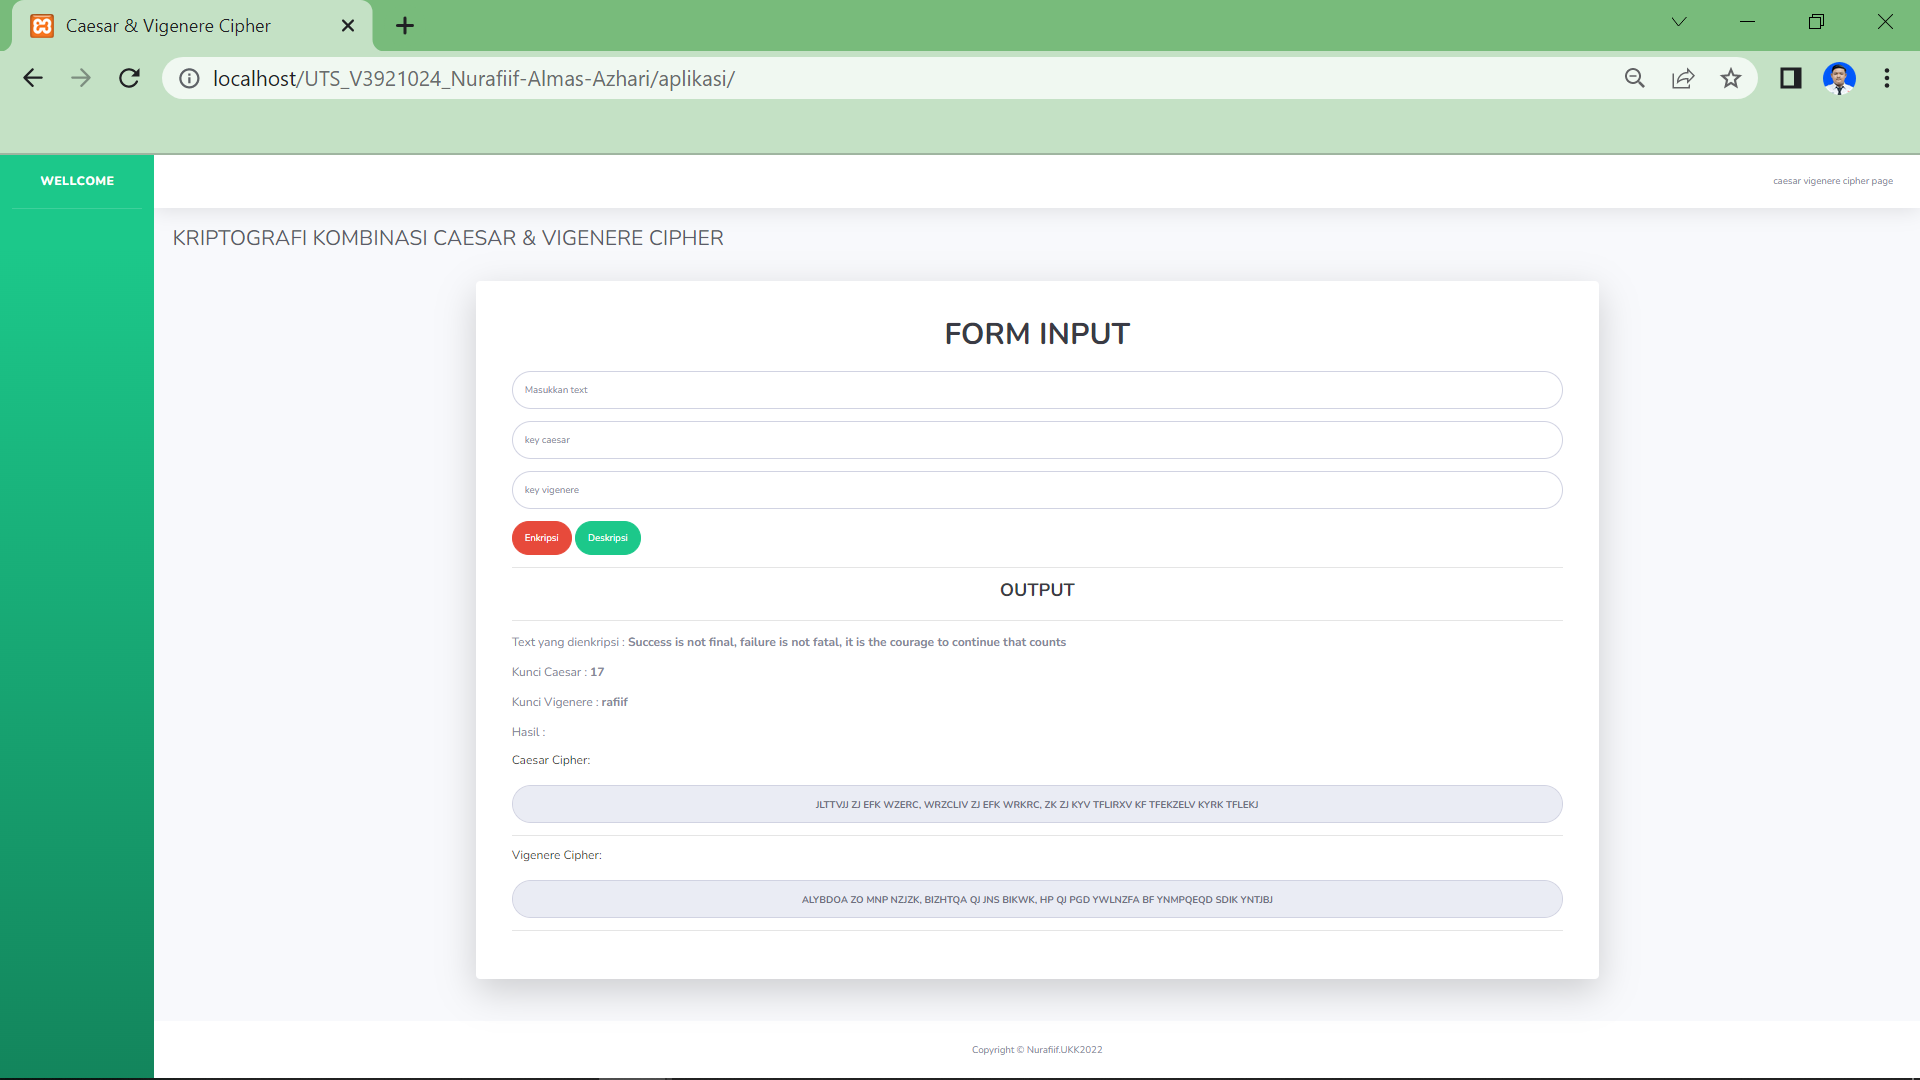 Caesar & Vigenere Cipher
localhost/UTS_V3921024_Nurafiif-Almas-Azhari/aplikasi/
WELLCOME
caesar vigenere cipher page
KRIPTOGRAFI KOMBINASI CAESAR & VIGENERE CIPHER
FORM INPUT
Masukkan text
key caesar
key vigenere
Enkripsi Deskripsi
OUTPUT
Text yang dienkripsi : Success is not final, failure is not fatal, it is the courage to continue that counts
Kunci Caesar : 17
Kunci Vigenere : rafiif
Hasil :
Caesar Cipher:
JLTTVJJ ZJ EFK WZERC, WRZCLIV ZJ EFK WRKRC, ZK ZJ KYV TFLIRXV KF TFEKZELV KYRK TFLEKJ
Vigenere Cipher:
ALYBDOA ZO MNP NZJZK, BIZHTQA QJ JNS BIKWK, HP QJ PGD YWLNZFA BF YNMPQEQD SDIK YNTJBJ
Copyright © Nurafiif.UKK2022